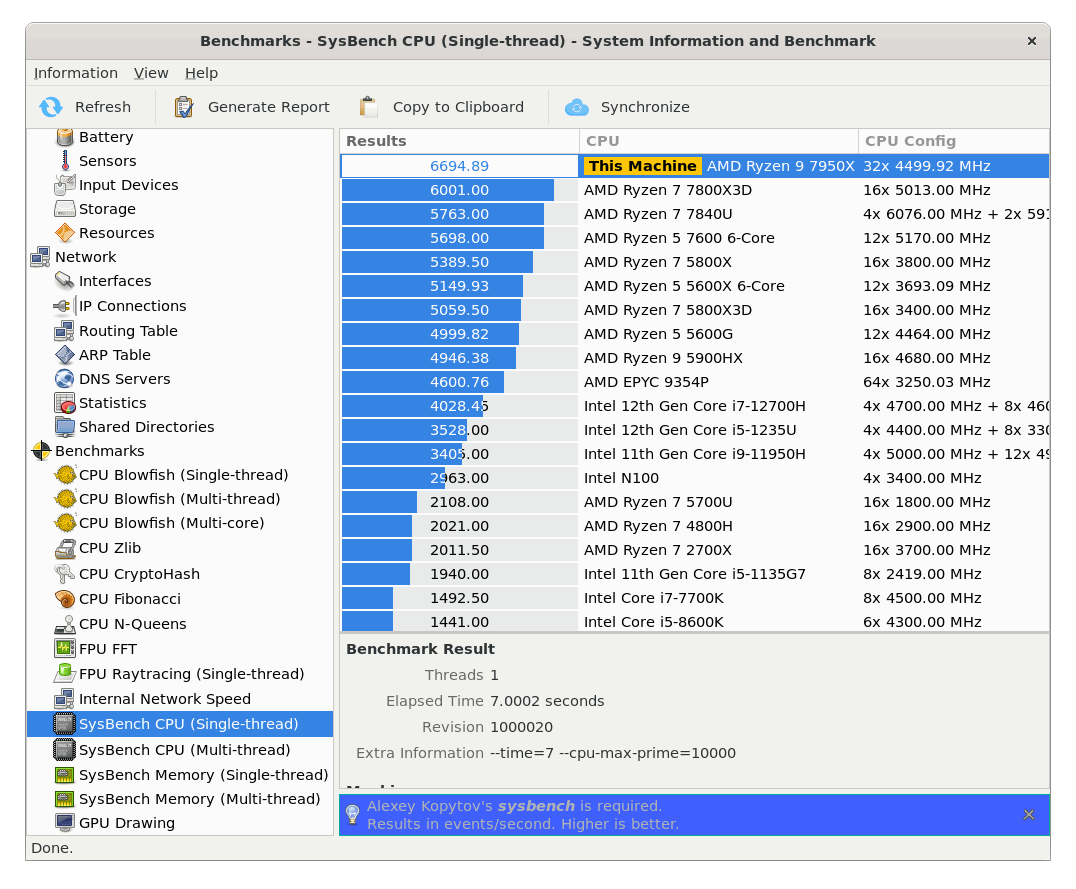 Benchmarks - SysBench CPU (Single-thread) - System Information and Benchmark
Information View Help
Refresh Generate Report Copy to Clipboard Synchronize
Battery
Sensors
Input Devices
Storage
Resources
Network
Interfaces
IP Connections
Routing Table
ARP Table
DNS Servers
Statistics
Shared Directories
Benchmarks
CPU Blowfish (Single-thread)
CPU Blowfish (Multi-thread)
CPU Blowfish (Multi-core)
CPU Zlib
CPU CryptoHash
CPU Fibonacci
CPU N-Queens
FPU FFT
FPU Raytracing (Single-thread)
Internal Network Speed
SysBench CPU (Single-thread)
SysBench CPU (Multi-thread)
SysBench Memory (Single-thread)
SysBench Memory (Multi-thread)
GPU Drawing
Results CPU CPU Config
6694.89 This Machine AMD Ryzen 9 7950X 32x 4499.92 MHz
6001.00 AMD Ryzen 7 7800X3D 16x 5013.00 MHz
5763.00 AMD Ryzen 7 7840U 4x 6076.00 MHz + 2x 591
5698.00 AMD Ryzen 5 7600 6-Core 12x 5170.00 MHz
5389.50 AMD Ryzen 7 5800X 16x 3800.00 MHz
5149.93 AMD Ryzen 5 5600X 6-Core 12x 3693.09 MHz
5059.50 AMD Ryzen 7 5800X3D 16x 3400.00 MHz
4999.82 AMD Ryzen 5 5600G 12x 4464.00 MHz
4946.38 AMD Ryzen 9 5900HX 16x 4680.00 MHz
4600.76 AMD EPYC 9354P 64x 3250.03 MHz
4028.45 Intel 12th Gen Core i7-12700H 4x 4700.00 MHz + 8x 460
3528.00 Intel 12th Gen Core i5-1235U 4x 4400.00 MHz + 8x 330
3405.00 Intel 11th Gen Core i9-11950H 4x 5000.00 MHz + 12x 49
2963.00 Intel N100 4x 3400.00 MHz
2108.00 AMD Ryzen 7 5700U 16x 1800.00 MHz
2021.00 AMD Ryzen 7 4800H 16x 2900.00 MHz
2011.50 AMD Ryzen 7 2700X 16x 3700.00 MHz
1940.00 Intel 11th Gen Core i5-1135G7 8x 2419.00 MHz
1492.50 Intel Core i7-7700K 8x 4500.00 MHz
1441.00 Intel Core i5-8600K 6x 4300.00 MHz
Benchmark Result
Threads 1
Elapsed Time 7.0002 seconds
Revision 1000020
Extra Information --time=7 --cpu-max-prime=10000
Alexey Kopytov's sysbench is required.
Results in events/second. Higher is better.
Done.